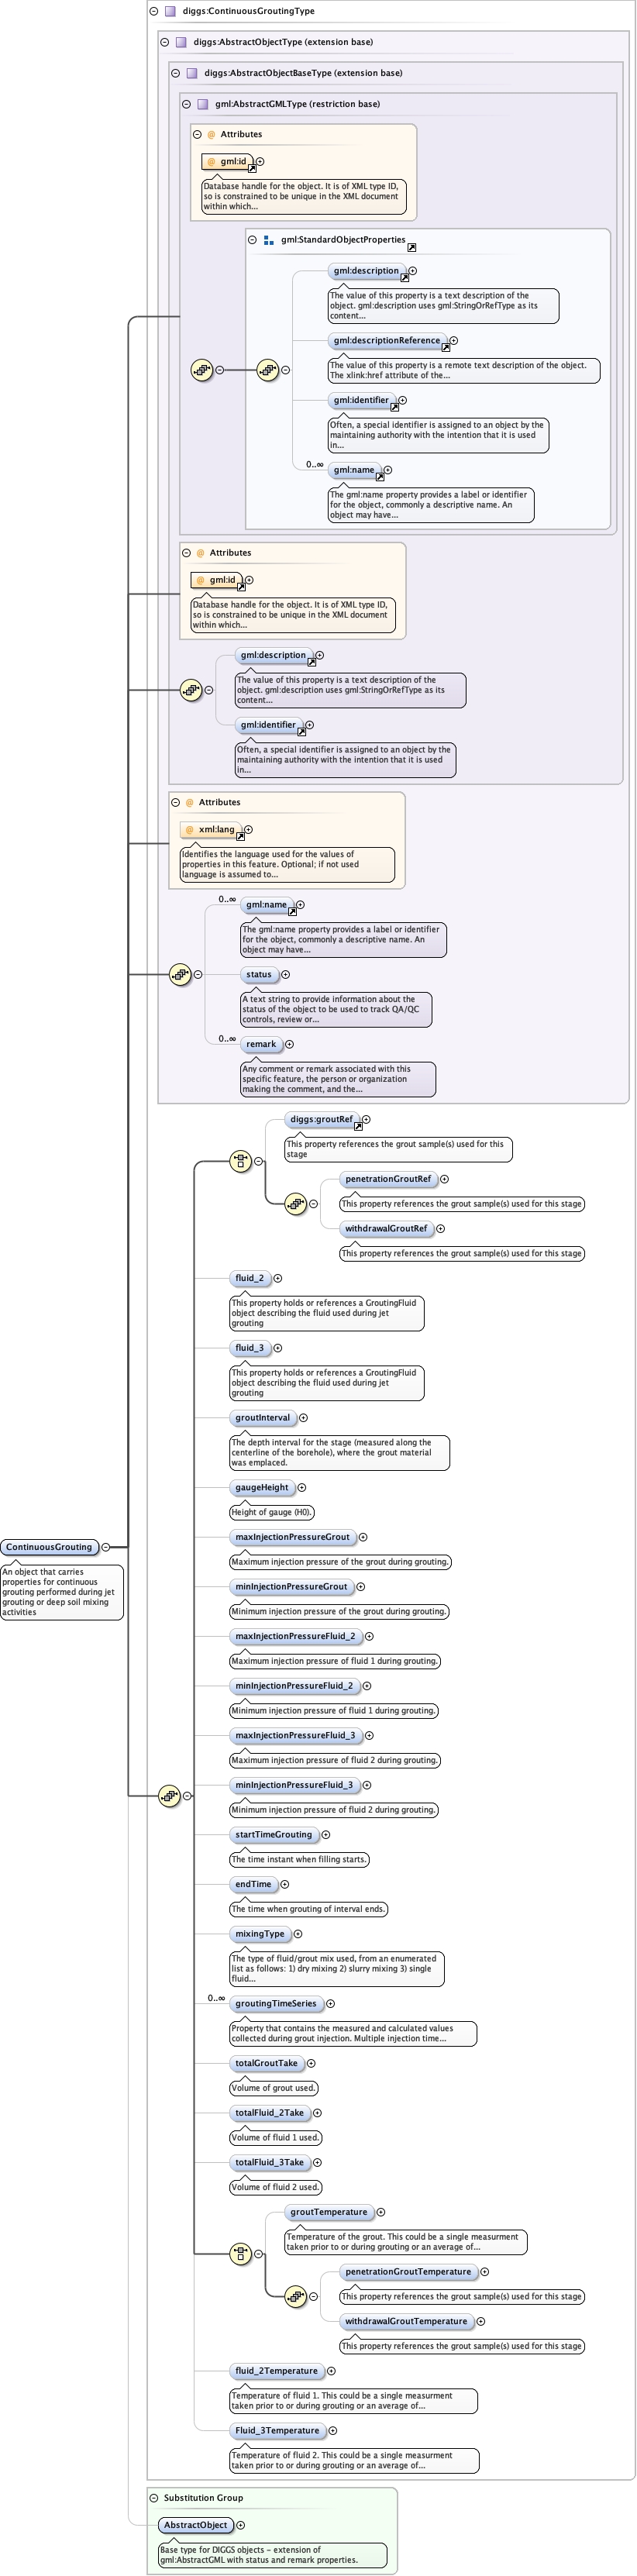 diggs:ContinuousGroutingType
diggs:AbstractObjectType (extension base)
diggs:AbstractObjectBaseType (extension base)
gml:AbstractGMLType (restriction base)
@ Attributes
@ gml:id
Database handle for the object. It is of XML type ID,
so is constrained to be unique in the XML document
within which...
gml:StandardObjectProperties
gml:description
The value of this property is a text description of the
object. gml:description uses gml:StringOrRefType as its
content...
gml:descriptionReference
The value of this property is a remote text description of the object.
The xlink:href attribute of the...
gml:identifier
Often, a special identifier is assigned to an object by the
maintaining authority with the intention that it is used
in...
0..∞
gml:name
The gml:name property provides a label or identifier
for the object, commonly a descriptive name. An
object may have...
@ Attributes
@ gml:id
Database handle for the object. It is of XML type ID,
so is constrained to be unique in the XML document
within which...
gml:description
The value of this property is a text description of the
object. gml:description uses gml:StringOrRefType as its
content...
gml:identifier
Often, a special identifier is assigned to an object by the
maintaining authority with the intention that it is used
in...
@ Attributes
@ xml:lang
Identifies the language used for the values of
properties in this feature. Optional; if not used
language is assumed to...
0..∞
gml:name
The gml:name property provides a label or identifier
for the object, commonly a descriptive name. An
object may have...
status
A text string to provide information about the
status of the object to be used to track QA/QC
controls, review or...
0..∞
remark
Any comment or remark associated with this
specific feature, the person or organization
making the comment, and the...
diggs:groutRef
This property references the grout sample(s) used for this
stage
penetrationGroutRef
This property references the grout sample(s) used for this stage
withdrawalGroutRef
This property references the grout sample(s) used for this stage
fluid_2
This property holds or references a GroutingFluid
object describing the fluid used during jet
grouting
fluid_3
This property holds or references a GroutingFluid
object describing the fluid used during jet
grouting
groutInterval
The depth interval for the stage (measured along the
centerline of the borehole), where the grout material
was emplaced.
gaugeHeight
Height of gauge (H0).
maxInjectionPressureGrout
Maximum injection pressure of the grout during grouting.
ContinuousGrouting
An object that carries
properties for continuous
grouting performed during jet
grouting or deep soil mixing
activities
minInjectionPressureGrout
Minimum injection pressure of the grout during grouting.
maxInjectionPressureFluid_2
Maximum injection pressure of fluid 1 during grouting.
minInjectionPressureFluid_2
Minimum injection pressure of fluid 1 during grouting.
maxInjectionPressureFluid_3
Maximum injection pressure of fluid 2 during grouting.
minInjectionPressureFluid_3
Minimum injection pressure of fluid 2 during grouting.
startTimeGrouting
The time instant when filling starts.
endTime
The time when grouting of interval ends.
mixingType
The type of fluid/grout mix used, from an enumerated
list as follows: 1) dry mixing 2) slurry mixing 3) single
fluid...
0..∞
groutingTimeSeries
Property that contains the measured and calculated values
collected during grout injection. Multiple injection time...
totalGroutTake
Volume of grout used.
totalFluid_2Take
Volume of fluid 1 used.
totalFluid_3Take
Volume of fluid 2 used.
groutTemperature
Temperature of the grout. This could be a single measurment
taken prior to or during grouting or an average of...
penetrationGroutTemperature
This property references the grout sample(s) used for this stage
withdrawalGroutTemperature
This property references the grout sample(s) used for this stage
fluid_2Temperature
Temperature of fluid 1. This could be a single measurment
taken prior to or during grouting or an average of...
Fluid_3Temperature
Temperature of fluid 2. This could be a single measurment
taken prior to or during grouting or an average of...
Substitution Group
AbstractObject
Base type for DIGGS objects - extension of
gml:AbstractGML with status and remark properties.